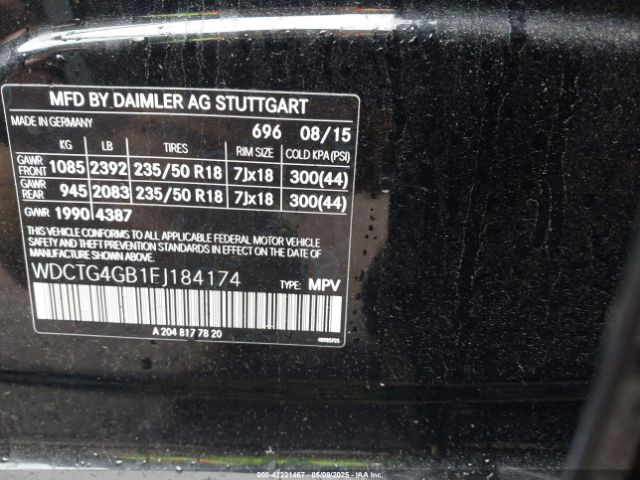 MFD BY DAIMLER AG STUTTGART
MADE IN GERMANY 696 08/15
KG LB TIRES RIM SIZE COLD KPA (PSI)
GAWR FRONT 1085 2392 235/50 R18 7Jx18 300(44)
GAWR REAR 945 2083 235/50 R18 7Jx18 300(44)
GVWR 1990 4387
THIS VEHICLE CONFORMS TO ALL APPLICABLE FEDERAL MOTOR VEHICLE
SAFETY AND THEFT PREVENTION STANDARDS IN EFFECT ON THE DATE
OF MANUFACTURE SHOWN ABOVE.
WDCTG4GB1FJ184174 TYPE: MPV
A 204 817 78 20
000-42231467 - 05/09/2025 - IAA Inc.